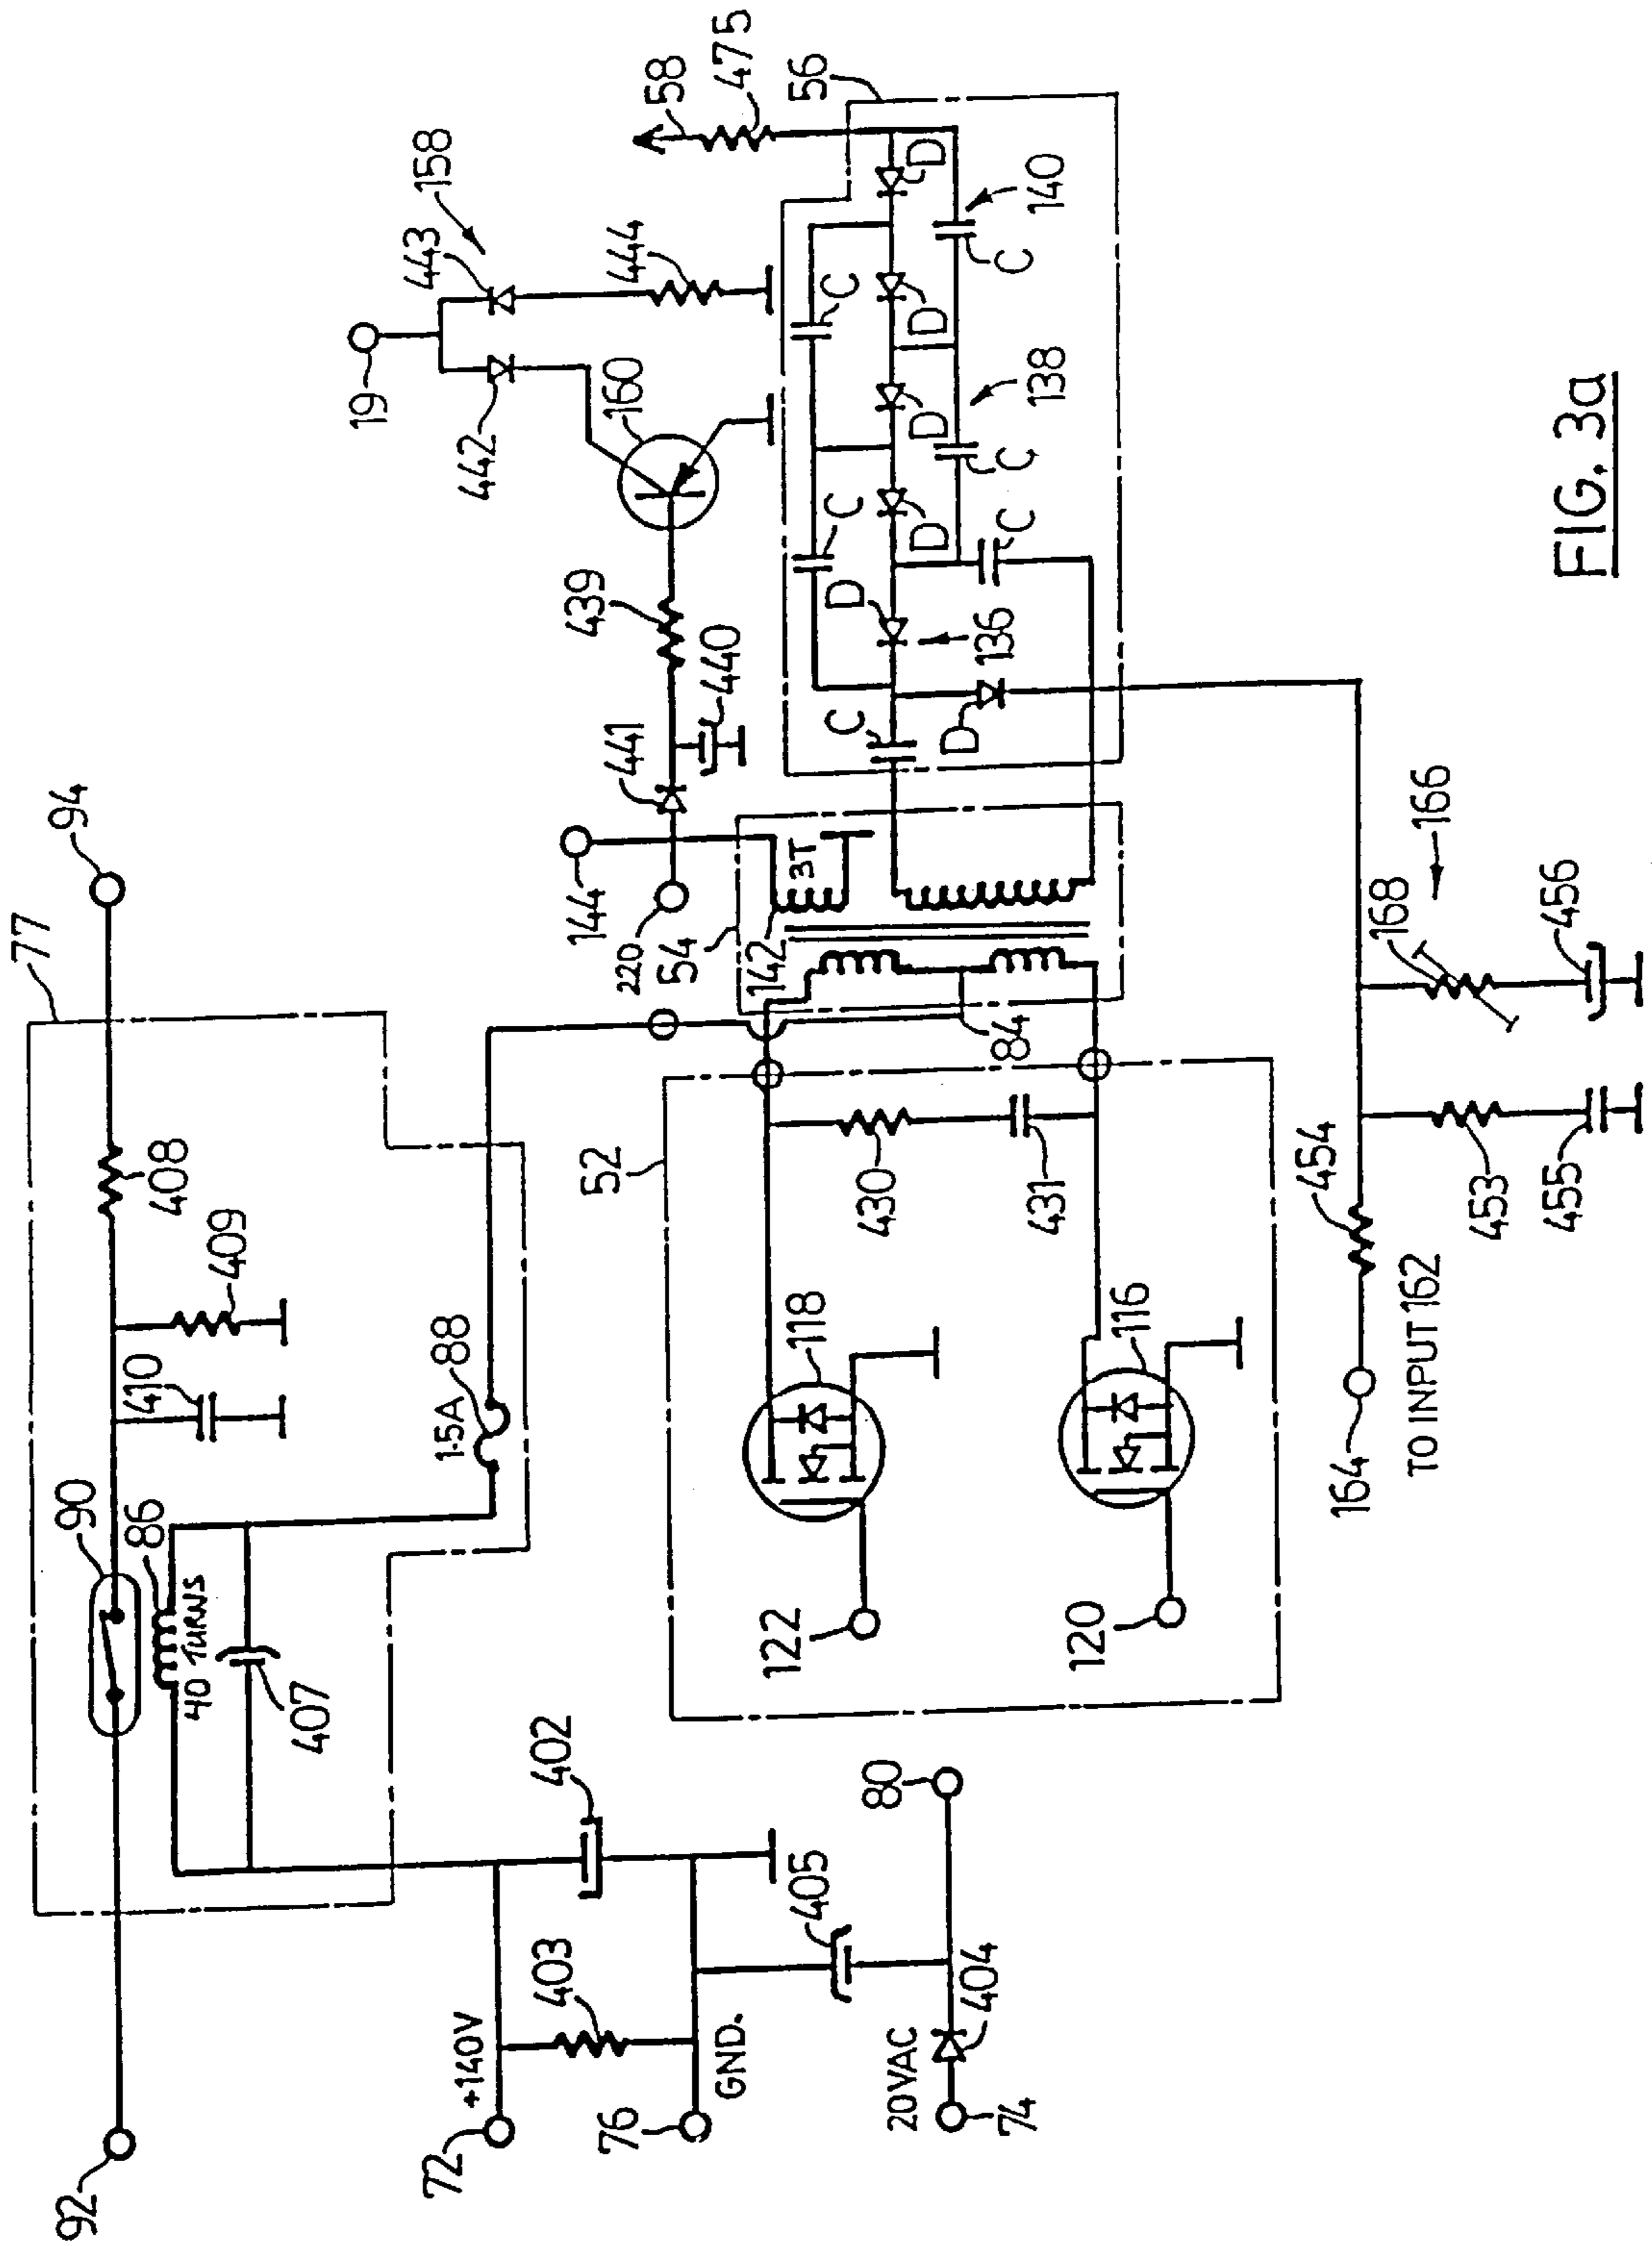 77
94
92
90
86
40 TURNS
407
410
409
408
1.5A
88
72
+140V
403
402
76
GND.
405
20VAC
404
74
80
52
122
118
120
116
430
431
84
54
142
3T
144
220
441
440
439
160
442
443
19
158
444
58
475
56
C
C
C
D
D
D
D
D
D
C
C
C
136
138
140
164
TO INPUT 162
454
453
455
168
166
456
FIG. 3a